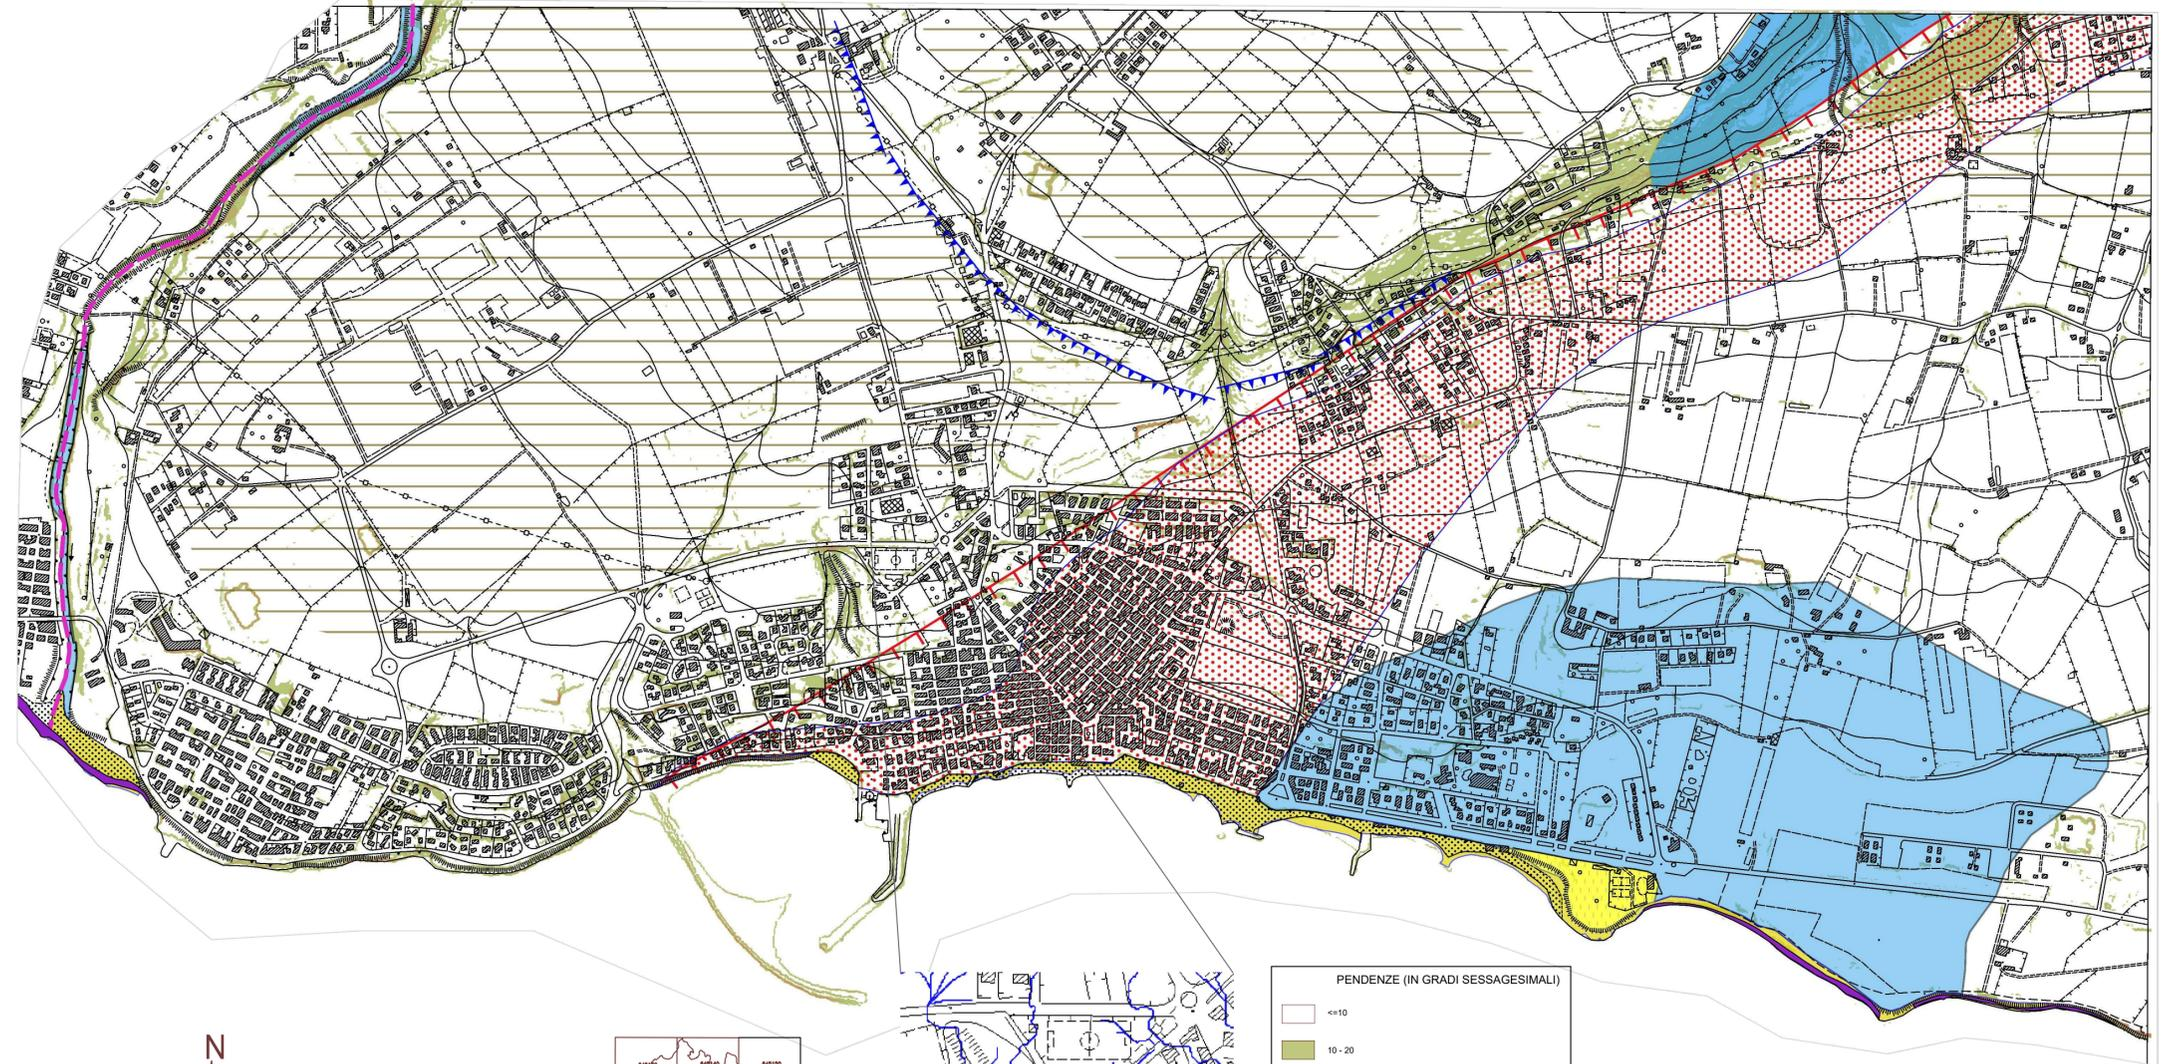 PENDENZE (IN GRADI SESSAGESIMALI)
<=10
N
10 - 20